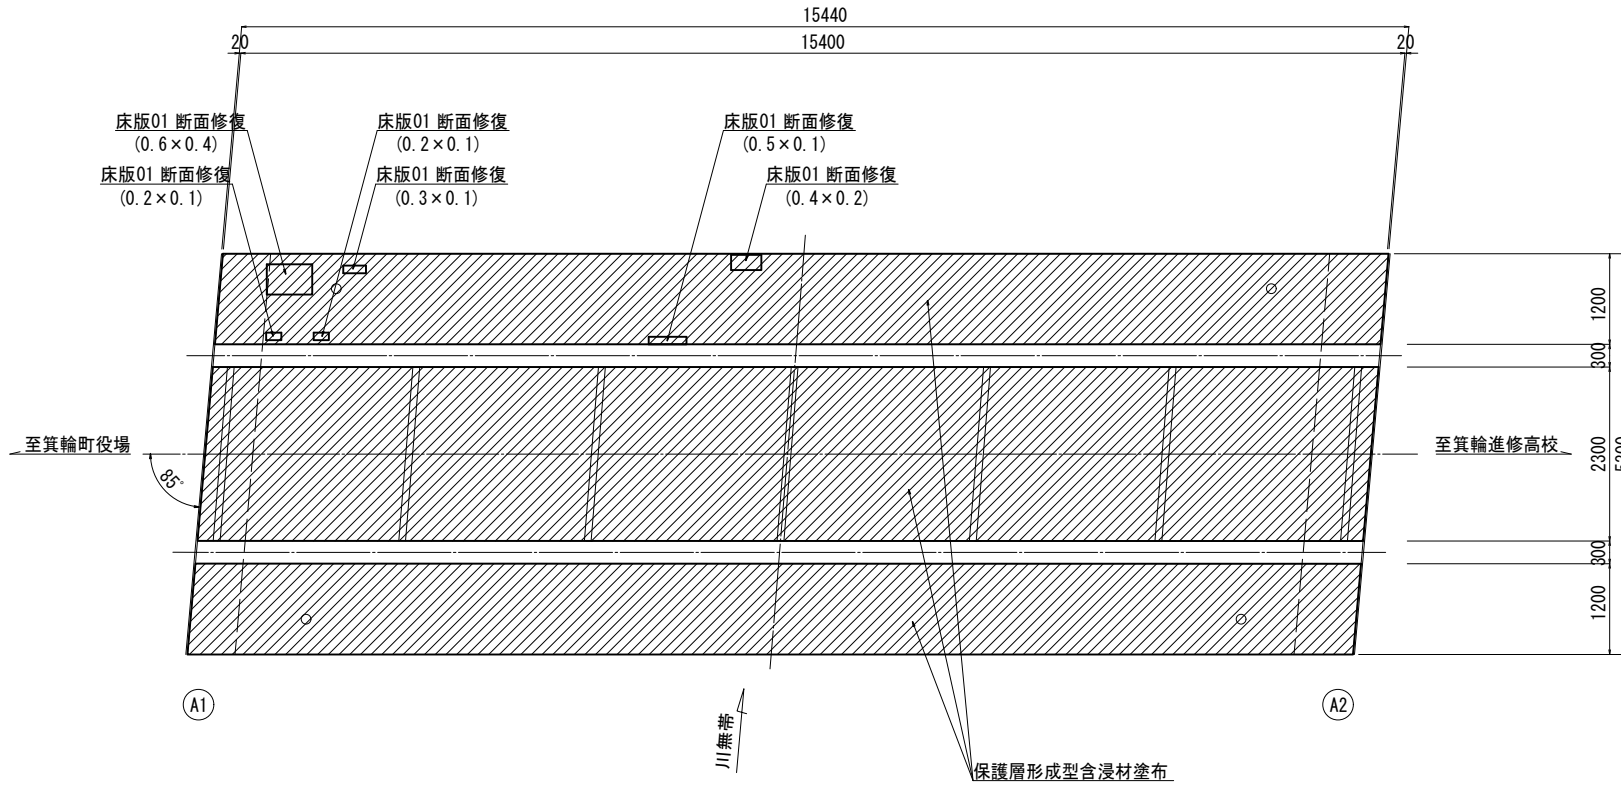 15440
20
15400
20
床版01 断面修復
(0.6×0.4)
床版01 断面修復
(0.2×0.1)
床版01 断面修復
(0.5×0.1)
床版01 断面修復
(0.2×0.1)
床版01 断面修復
(0.3×0.1)
床版01 断面修復
(0.4×0.2)
1200
300
2300
300
1200
至箕輪町役場
85°
至箕輪進修高校
A1
A2
帯無川
保護層形成型含浸材塗布